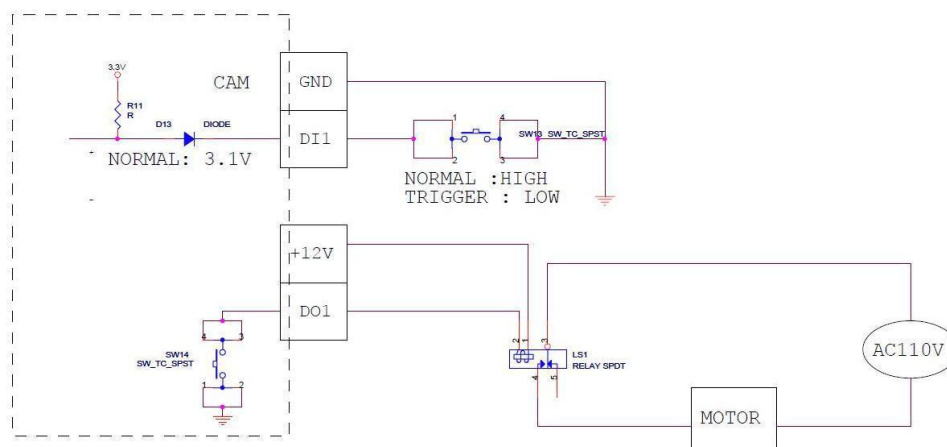 3.3V
CAM
GND
R11
R
D13
DIODE
DI1
1
4
SW13 SW_TC_SPST
+
NORMAL: 3.1V
2
3
-
NORMAL :HIGH
TRIGGER : LOW
+12V
DO1
4
3
2
1
3
SW14
SW_TC_SPST
LS1
RELAY SPDT
AC110V
1
2
4
5
MOTOR